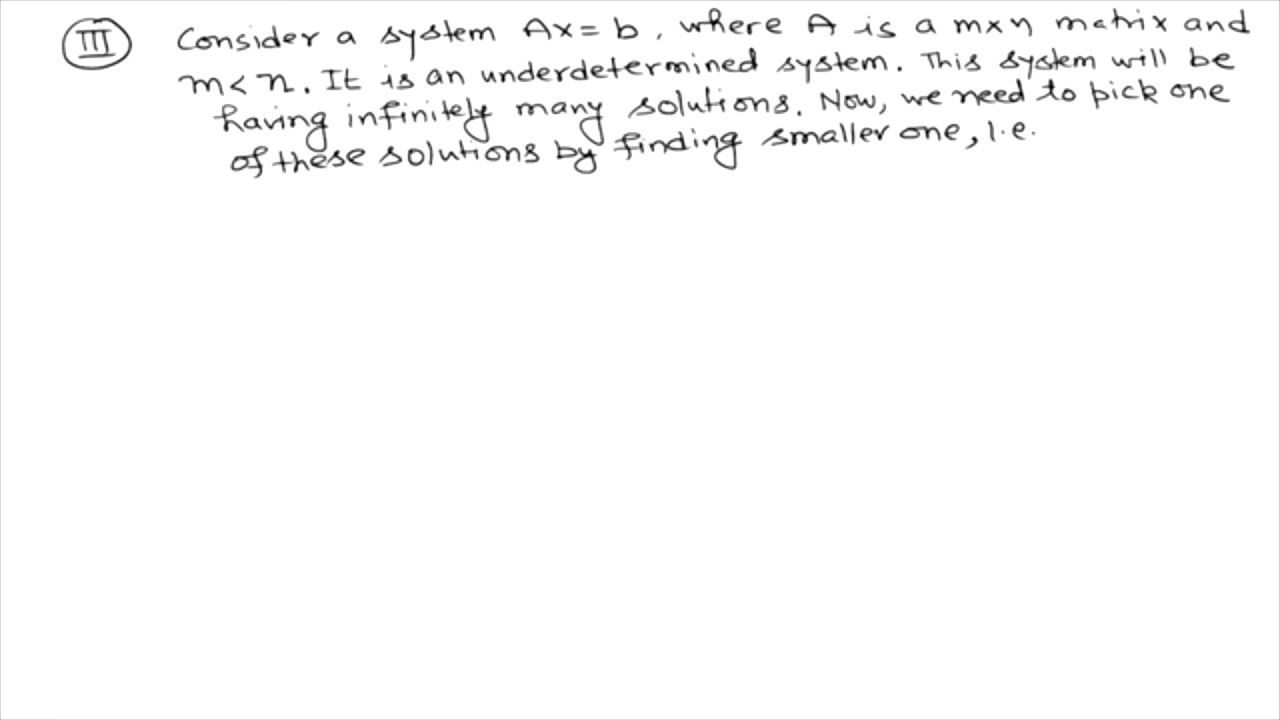 III Consider a system Ax = b, where A is a m x n matrix and
m < n. It is an underdetermined system. This system will be
having infinitely many solutions. Now, we need to pick one
of these solutions by finding smaller one, i.e.